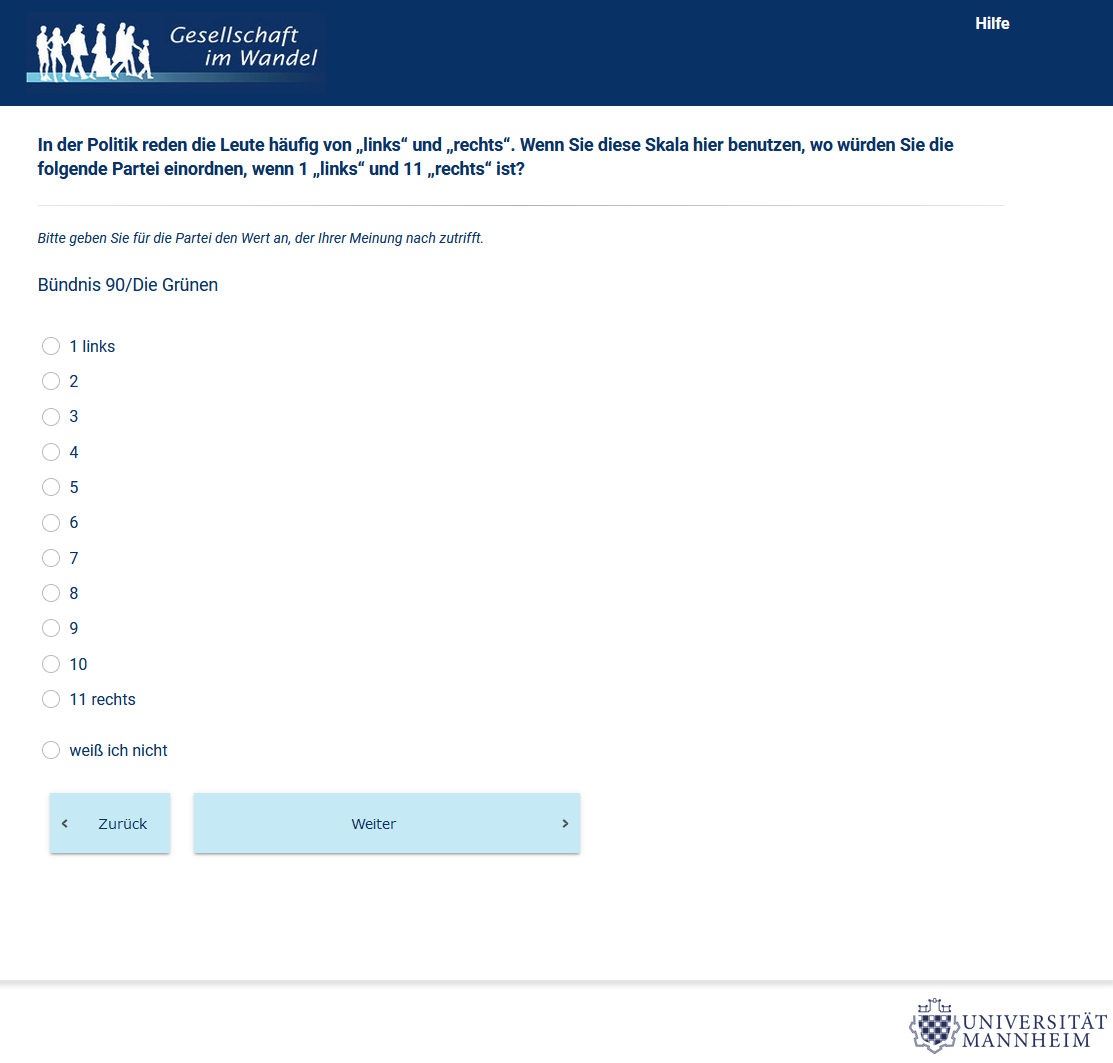 Gesellschaft
im Wandel
Hilfe
In der Politik reden die Leute häufig von „links“ und „rechts“. Wenn Sie diese Skala hier benutzen, wo würden Sie die
folgende Partei einordnen, wenn 1 „links“ und 11 „rechts“ ist?
Bitte geben Sie für die Partei den Wert an, der Ihrer Meinung nach zutrifft.
Bündnis 90/Die Grünen
1 links
2
3
4
5
6
7
8
9
10
11 rechts
weiß ich nicht
Zurück
Weiter
UNIVERSITÄT
MANNHEIM